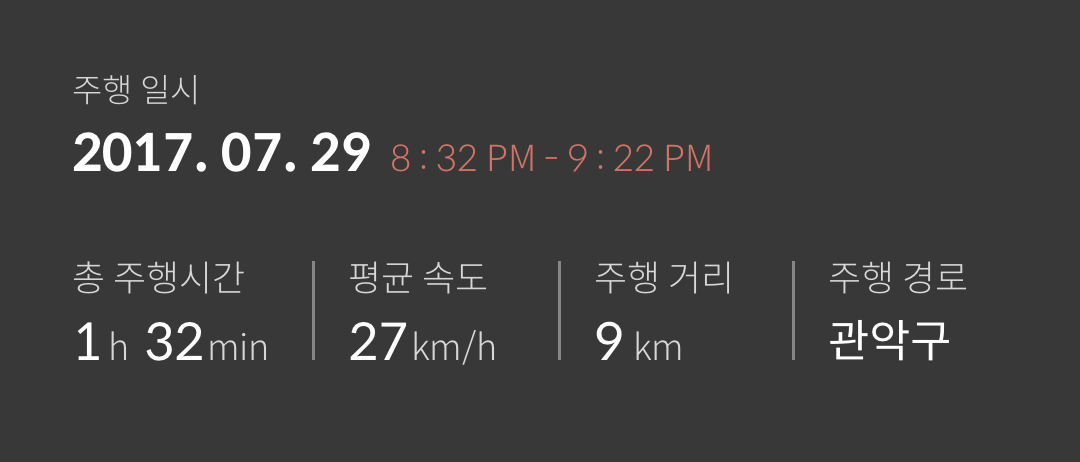 주행 일시
2017. 07. 29 8 : 32 PM - 9 : 22 PM
총 주행시간 평균 속도 주행 거리 주행 경로
1 h 32 min 27 km/h 9 km 관악구